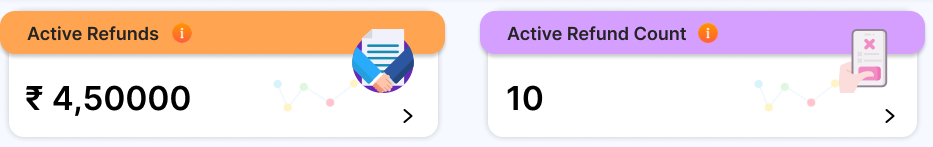 Active Refunds i
Active Refund Count i
₹ 4,50000
10